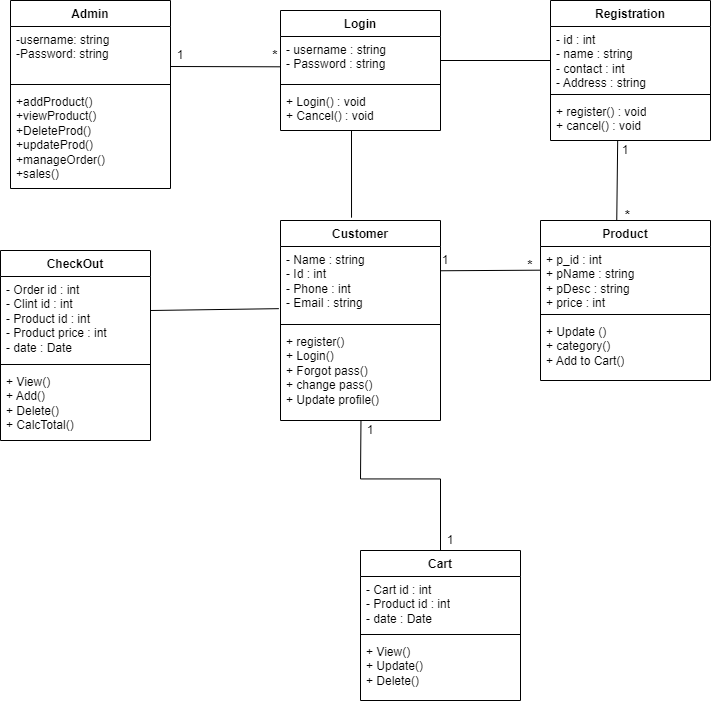 Admin
-username: string
-Password: string
+addProduct()
+viewProduct()
+DeleteProd()
+updateProd()
+manageOrder()
+sales()
1
*
Login
- username : string
- Password : string
+ Login() : void
+ Cancel() : void
Registration
- id : int
- name : string
- contact : int
- Address : string
+ register() : void
+ cancel() : void
1
*
CheckOut
- Order id : int
- Clint id : int
- Product id : int
- Product price : int
- date : Date
+ View()
+ Add()
+ Delete()
+ CalcTotal()
Customer
- Name : string
- Id : int
- Phone : int
- Email : string
+ register()
+ Login()
+ Forgot pass()
+ change pass()
+ Update profile()
1
*
Product
+ p_id : int
+ pName : string
+ pDesc : string
+ price : int
+ Update ()
+ category()
+ Add to Cart()
1
1
Cart
- Cart id : int
- Product id : int
- date : Date
+ View()
+ Update()
+ Delete()